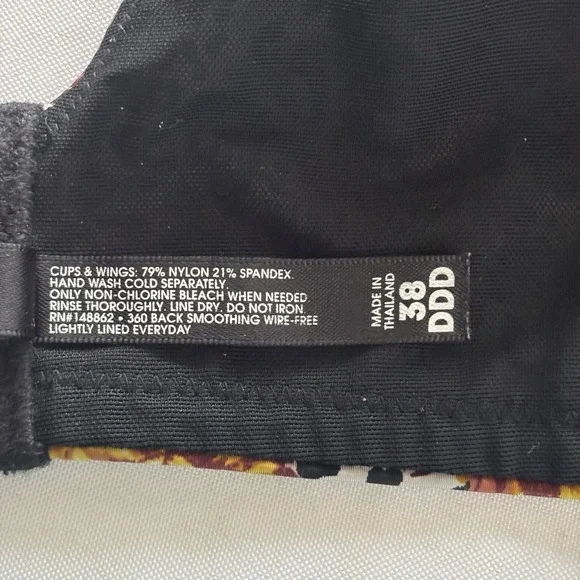 CUPS & WINGS: 79% NYLON 21% SPANDEX.
HAND WASH COLD SEPARATELY.
ONLY NON-CHLORINE BLEACH WHEN NEEDED
RINSE THOROUGHLY. LINE DRY. DO NOT IRON
RN#148862 • 360 BACK SMOOTHING WIRE-FREE
LIGHTLY LINED EVERYDAY
MADE IN
THAILAND
38
DDD